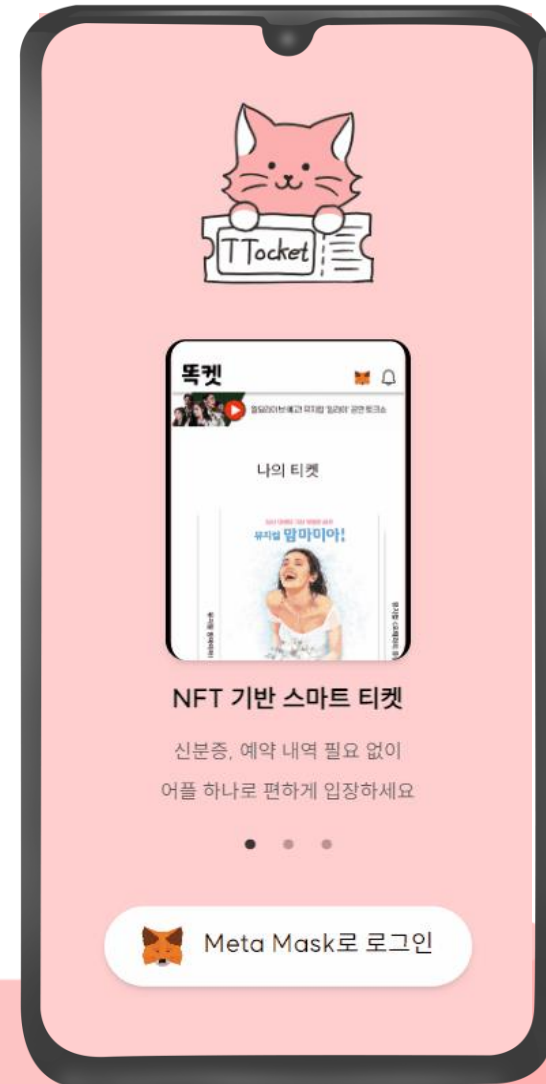 TTocket
똑켓
나의 티켓
뮤지컬 맘마미아!
NFT 기반 스마트 티켓
신분증, 예약 내역 필요 없이
어플 하나로 편하게 입장하세요
Meta Mask로 로그인